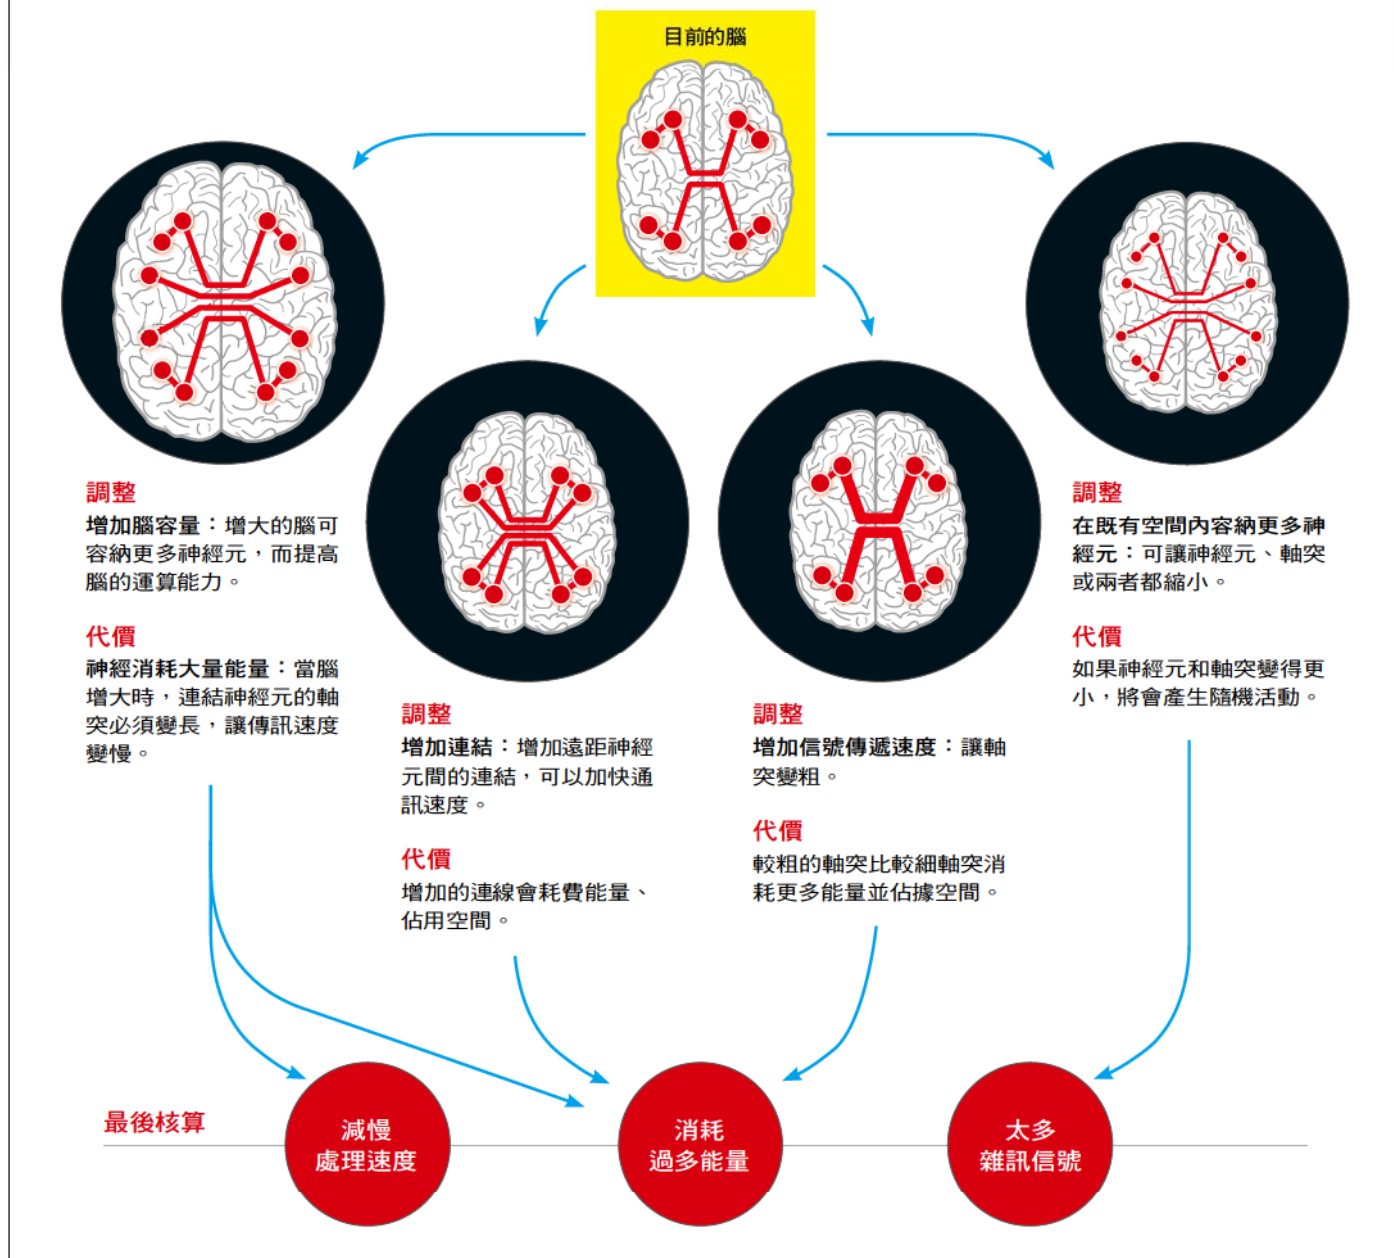 目前的腦
調整
增加腦容量：增大的腦可
容納更多神經元，而提高
腦的運算能力。
代價
神經消耗大量能量：當腦
增大時，連結神經元的軸
突必須變長，讓傳訊速度
變慢。
調整
增加連結：增加遠距神經
元間的連結，可以加快通
訊速度。
代價
增加的連線會耗費能量、
佔用空間。
調整
增加信號傳遞速度：讓軸
突變粗。
代價
較粗的軸突比較細軸突消
耗更多能量並佔據空間。
調整
在既有空間內容納更多神
經元：可讓神經元、軸突
或兩者都縮小。
代價
如果神經元和軸突變得更
小，將會產生隨機活動。
最後核算
減慢
處理速度
消耗
過多能量
太多
雜訊信號